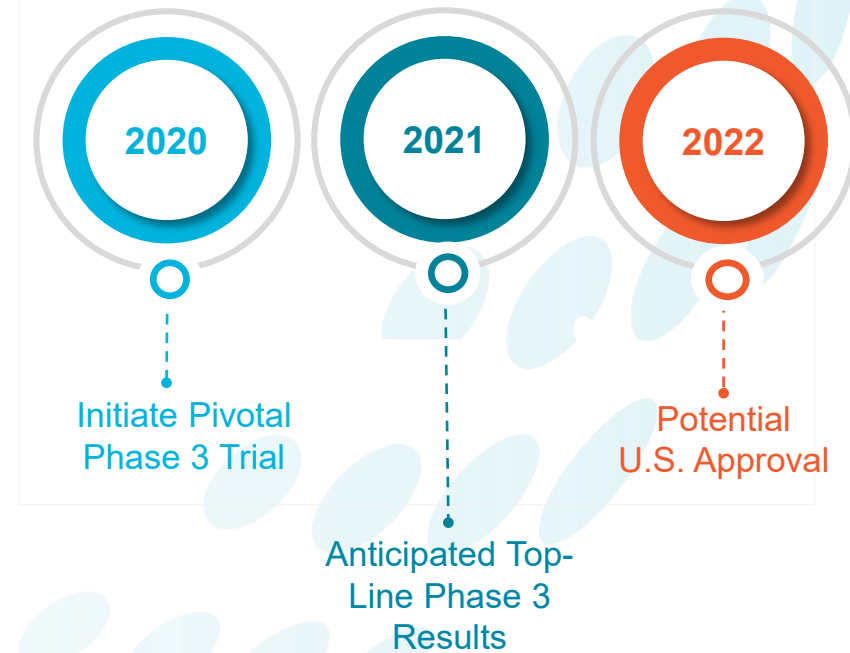 2020
2021
2022
Initiate Pivotal
Phase 3 Trial
Anticipated Top-
Line Phase 3
Results
Potential
U.S. Approval